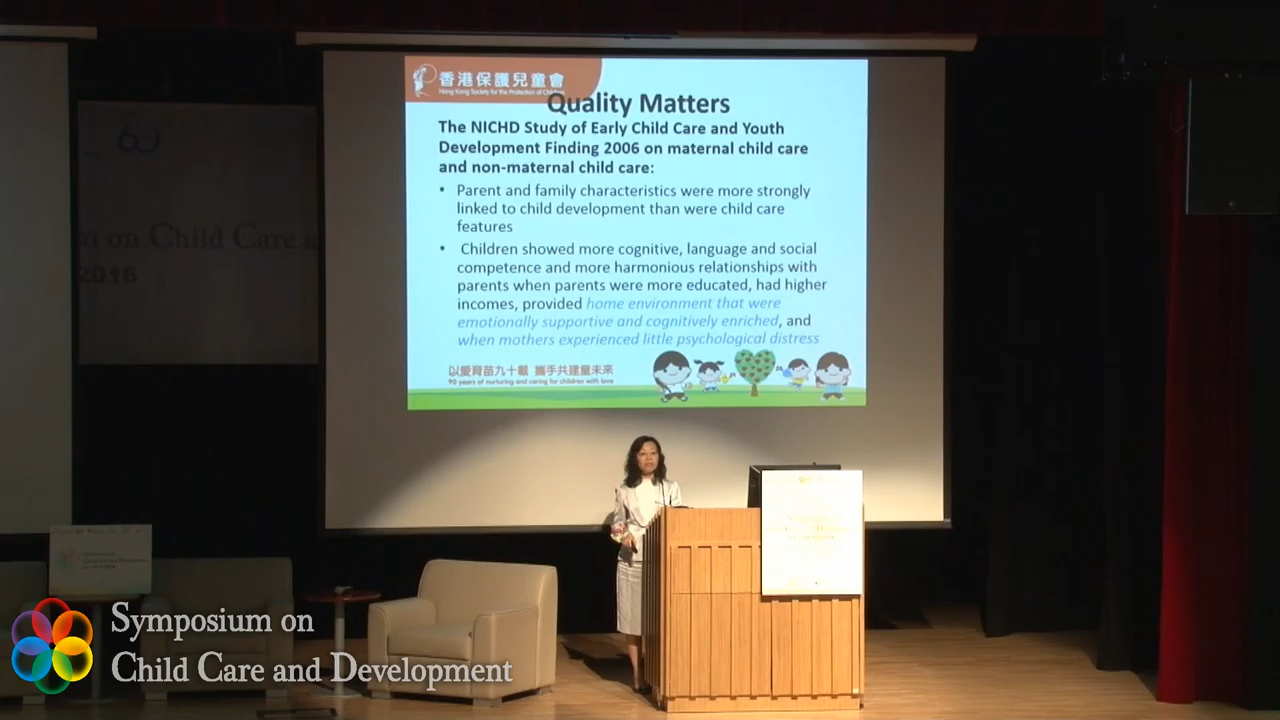 香港保護兒童會
Hong Kong Society for the Protection of Children
Quality Matters
The NICHD Study of Early Child Care and Youth
Development Finding 2006 on maternal child care
and non-maternal child care:
• Parent and family characteristics were more strongly
linked to child development than were child care
features
• Children showed more cognitive, language and social
competence and more harmonious relationships with
parents when parents were more educated, had higher
incomes, provided home environment that were
emotionally supportive and cognitively enriched, and
when mothers experienced little psychological distress
以愛育苗九十載 攜手共建童未來
90 years of nurturing and caring for children with love
on Child Care
2016
Symposium on
Child Care and Development